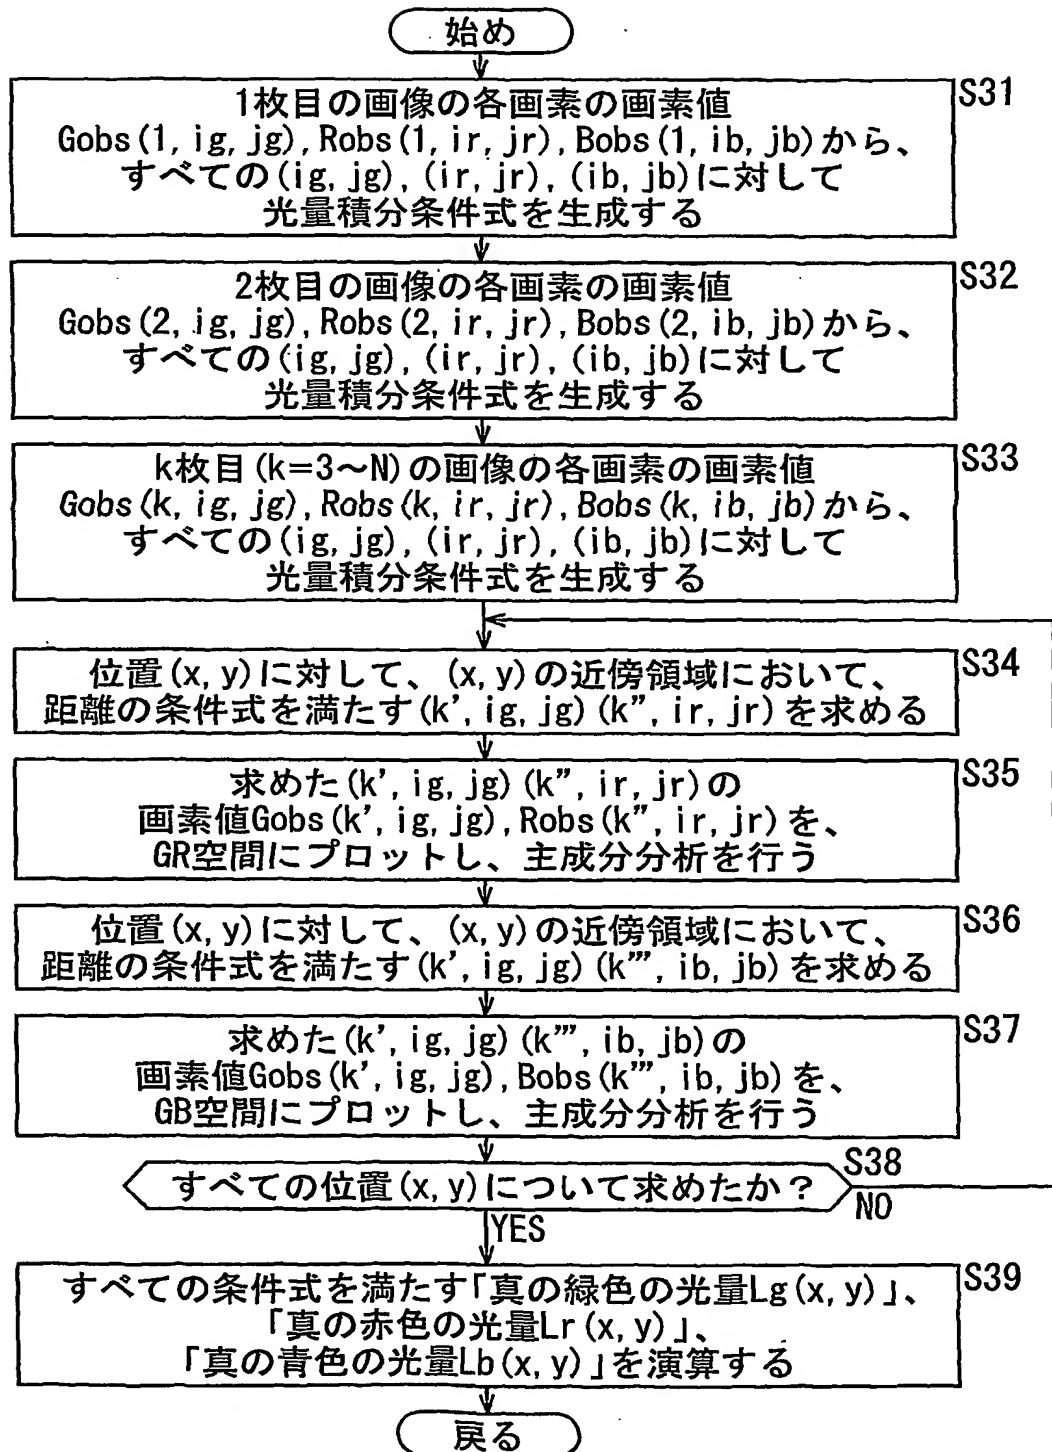 始め
S31
1枚目の画像の各画素の画素値
Gobs(1, ig, jg), Robs(1, ir, jr), Bobs(1, ib, jb)から、
すべての(ig, jg), (ir, jr), (ib, jb)に対して
光量積分条件式を生成する
S32
2枚目の画像の各画素の画素値
Gobs(2, ig, jg), Robs(2, ir, jr), Bobs(2, ib, jb)から、
すべての(ig, jg), (ir, jr), (ib, jb)に対して
光量積分条件式を生成する
S33
k枚目(k=3~N)の画像の各画素の画素値
Gobs(k, ig, jg), Robs(k, ir, jr), Bobs(k, ib, jb)から、
すべての(ig, jg), (ir, jr), (ib, jb)に対して
光量積分条件式を生成する
S34
位置(x, y)に対して、(x, y)の近傍領域において、
距離の条件式を満たす(k', ig, jg)(k", ir, jr)を求める
S35
求めた(k', ig, jg)(k", ir, jr)の
画素値Gobs(k', ig, jg), Robs(k", ir, jr)を、
GR空間にプロットし、主成分分析を行う
S36
位置(x, y)に対して、(x, y)の近傍領域において、
距離の条件式を満たす(k', ig, jg)(k"', ib, jb)を求める
S37
求めた(k', ig, jg)(k"', ib, jb)の
画素値Gobs(k', ig, jg), Bobs(k"', ib, jb)を、
GB空間にプロットし、主成分分析を行う
S38
すべての位置(x, y)について求めたか？
NO
YES
S39
すべての条件式を満たす「真の緑色の光量Lg(x, y)」、
「真の赤色の光量Lr(x, y)」、
「真の青色の光量Lb(x, y)」を演算する
戻る